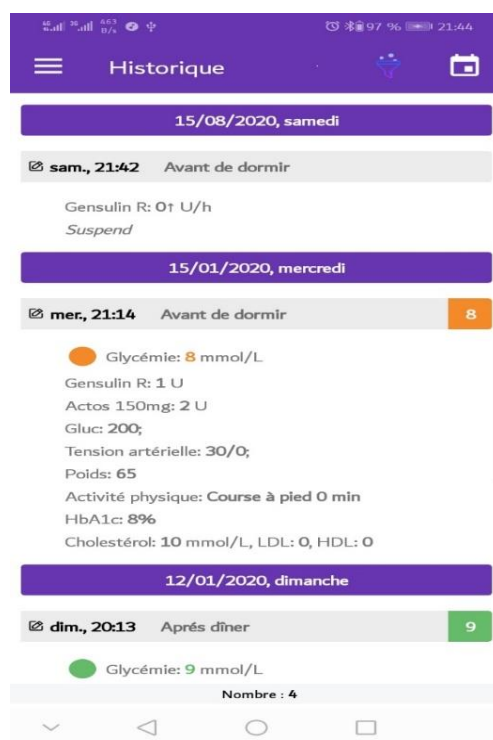 463
B/s
97 % 21:44
Historique
15/08/2020, samedi
sam., 21:42 Avant de dormir
Gensulin R: 0↑ U/h
Suspend
15/01/2020, mercredi
mer., 21:14 Avant de dormir 8
Glycémie: 8 mmol/L
Gensulin R: 1 U
Actos 150mg: 2 U
Gluc: 200;
Tension artérielle: 30/0;
Poids: 65
Activité physique: Course à pied 0 min
HbA1c: 8%
Cholestérol: 10 mmol/L, LDL: 0, HDL: 0
12/01/2020, dimanche
dim., 20:13 Aprés dîner 9
Glycémie: 9 mmol/L
Nombre : 4